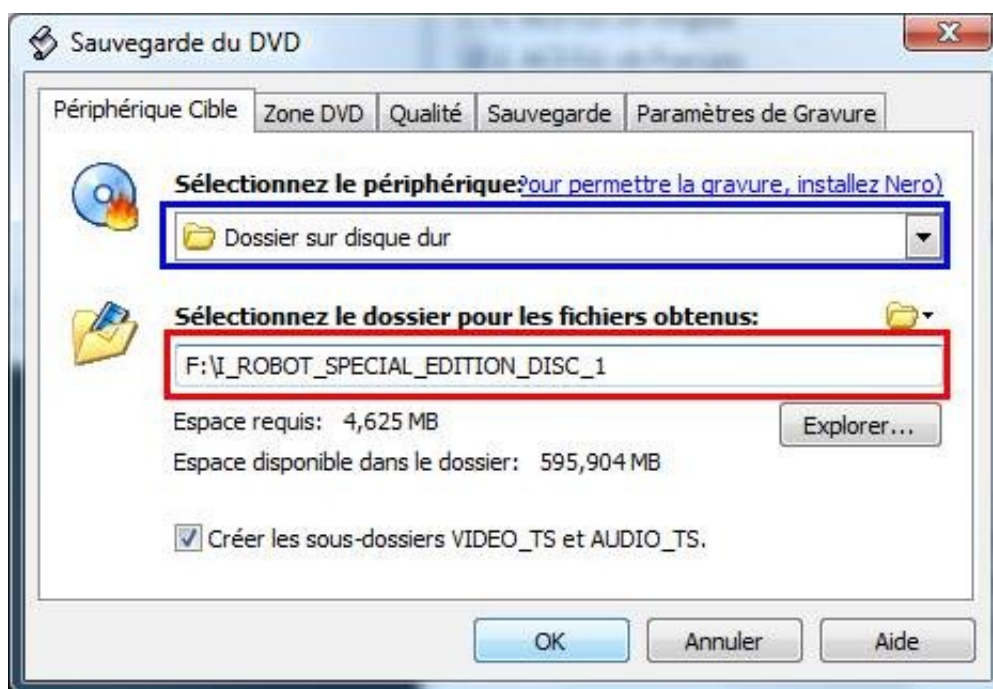 Sauvegarde du DVD
Périphérique Cible Zone DVD Qualité Sauvegarde Paramètres de Gravure
Sélectionnez le périphérique: our permettre la gravure, installez Nero)
Dossier sur disque dur
Sélectionnez le dossier pour les fichiers obtenus:
F:\I_ROBOT_SPECIAL_EDITION_DISC_1
Espace requis: 4,625 MB
Explorer...
Espace disponible dans le dossier: 595,904 MB
Créer les sous-dossiers VIDEO_TS et AUDIO_TS.
OK Annuler Aide